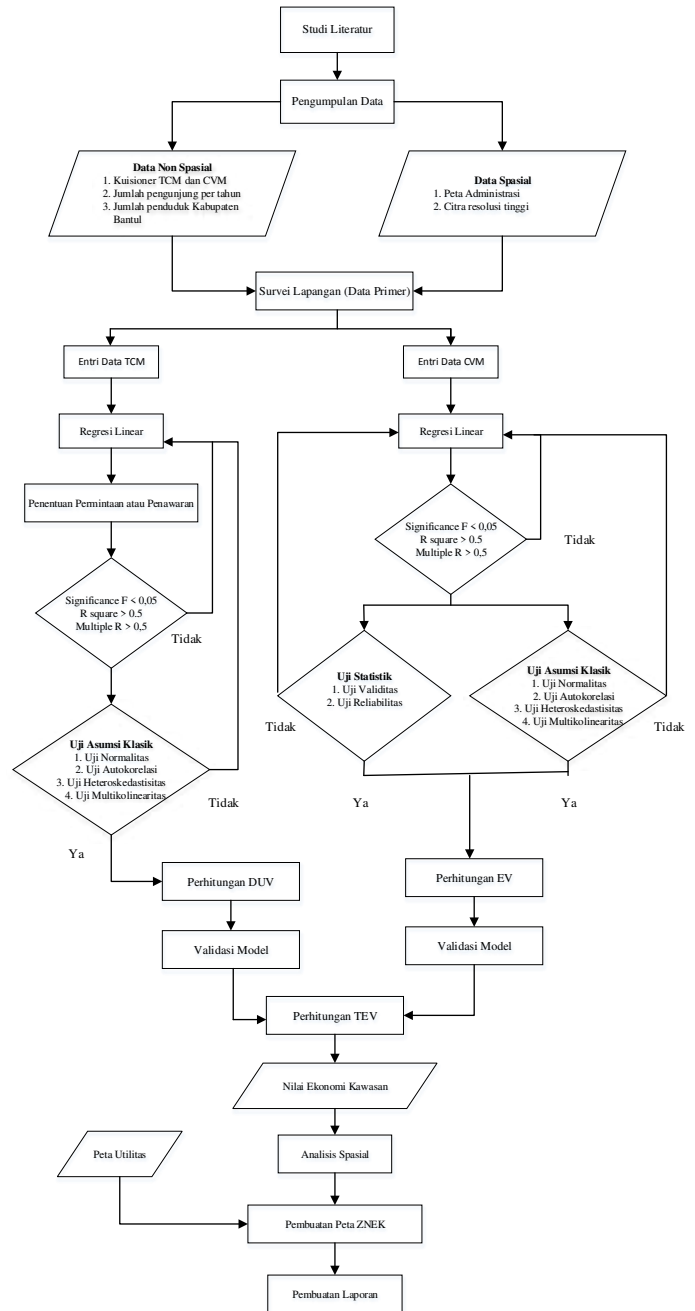 Studi Literatur
Pengumpulan Data
Data Non Spasial
1. Kuisioner TCM dan CVM
2. Jumlah pengunjung per tahun
3. Jumlah penduduk Kabupaten
Bantul
Data Spasial
1. Peta Administrasi
2. Citra resolusi tinggi
Survei Lapangan (Data Primer)
Entri Data TCM
Entri Data CVM
Regresi Linear
Regresi Linear
Penentuan Permintaan atau Penawaran
Significance F < 0,05
R square > 0.5
Multiple R > 0,5
Tidak
Significance F < 0,05
R square > 0.5
Multiple R > 0,5
Tidak
Uji Statistik
1. Uji Validitas
2. Uji Reliabilitas
Tidak
Ya
Uji Asumsi Klasik
1. Uji Normalitas
2. Uji Autokorelasi
3. Uji Heteroskedastisitas
4. Uji Multikolinearitas
Tidak
Ya
Uji Asumsi Klasik
1. Uji Normalitas
2. Uji Autokorelasi
3. Uji Heteroskedastisitas
4. Uji Multikolinearitas
Tidak
Ya
Perhitungan DUV
Perhitungan EV
Validasi Model
Validasi Model
Perhitungan TEV
Nilai Ekonomi Kawasan
Peta Utilitas
Analisis Spasial
Pembuatan Peta ZNEK
Pembuatan Laporan